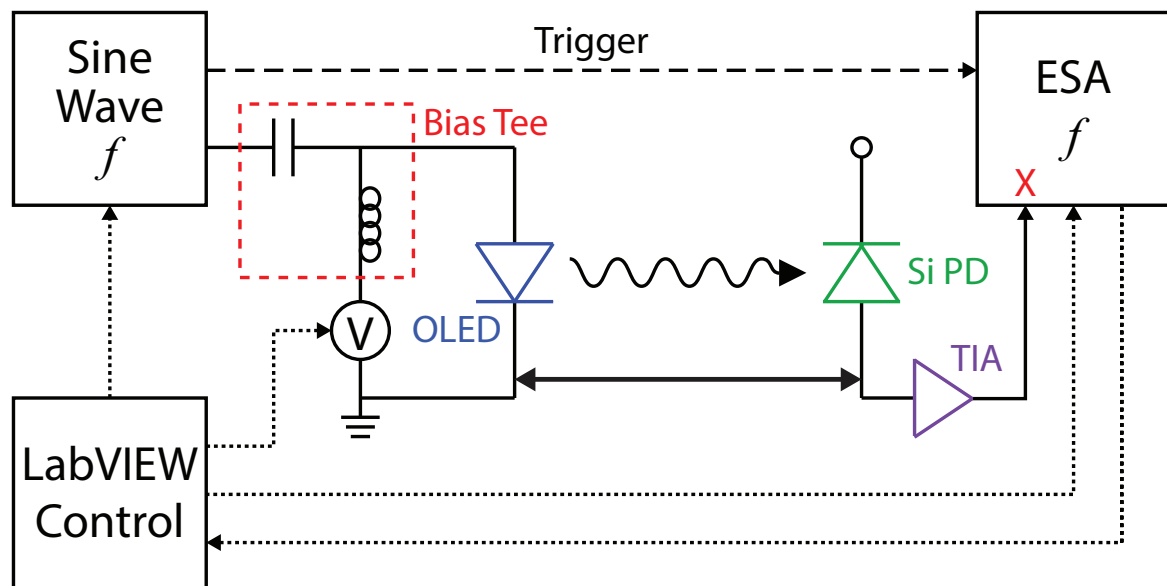 Sine
Wave
f
Trigger
ESA
f
X
Bias Tee
V
OLED
Si PD
TIA
LabVIEW
Control